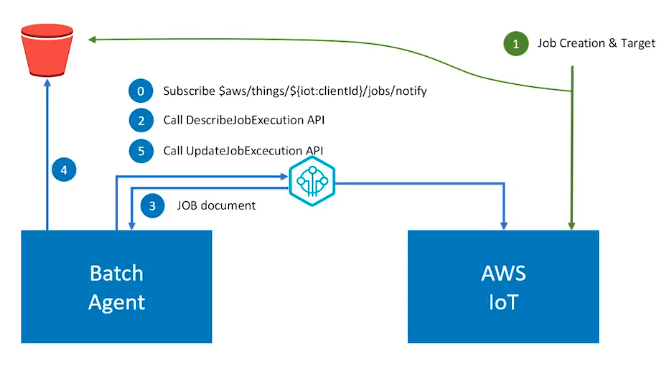 1 Job Creation & Target
0 Subscribe $aws/things/${iot:clientId}/jobs/notify
2 Call DescribeJobExecution API
5 Call UpdateJobExcecution API
4
3 JOB document
Batch
Agent
AWS
IoT